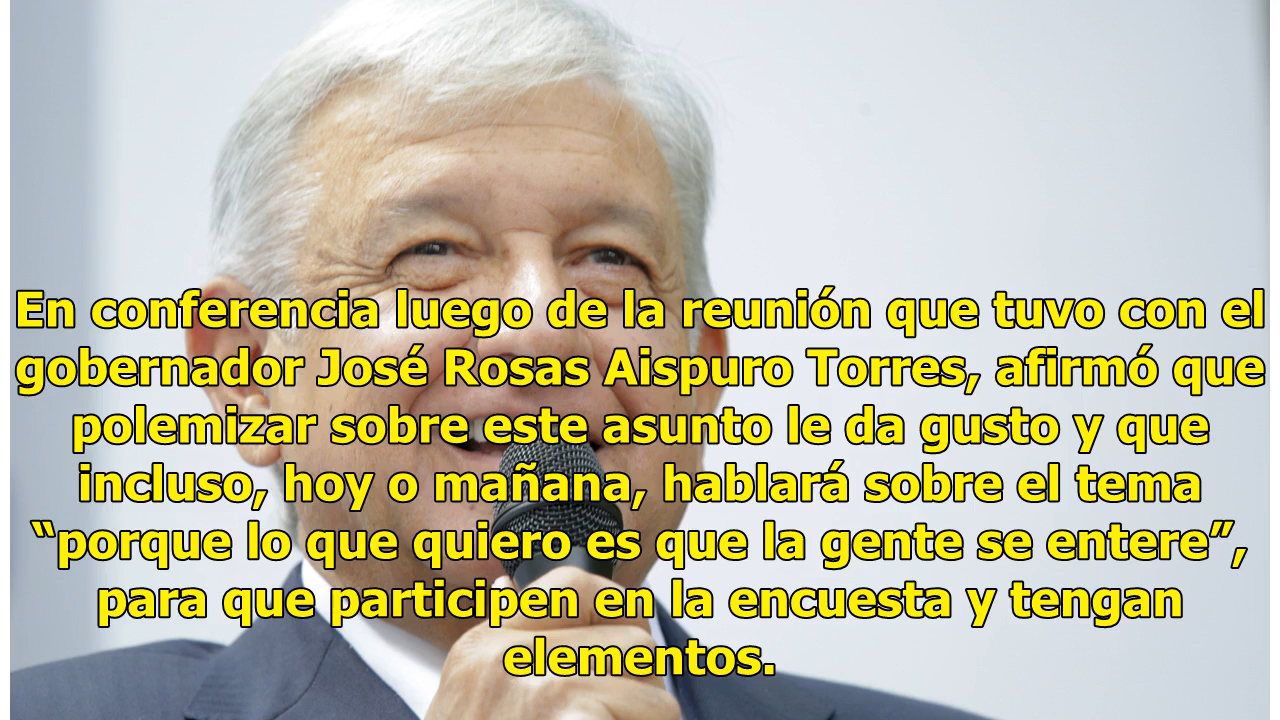 En conferencia luego de la reunión que tuvo con el
gobernador José Rosas Aispuro Torres, afirmó que
polemizar sobre este asunto le da gusto y que
incluso, hoy o mañana, hablará sobre el tema
“porque lo que quiero es que la gente se entere”,
para que participen en la encuesta y tengan
elementos.